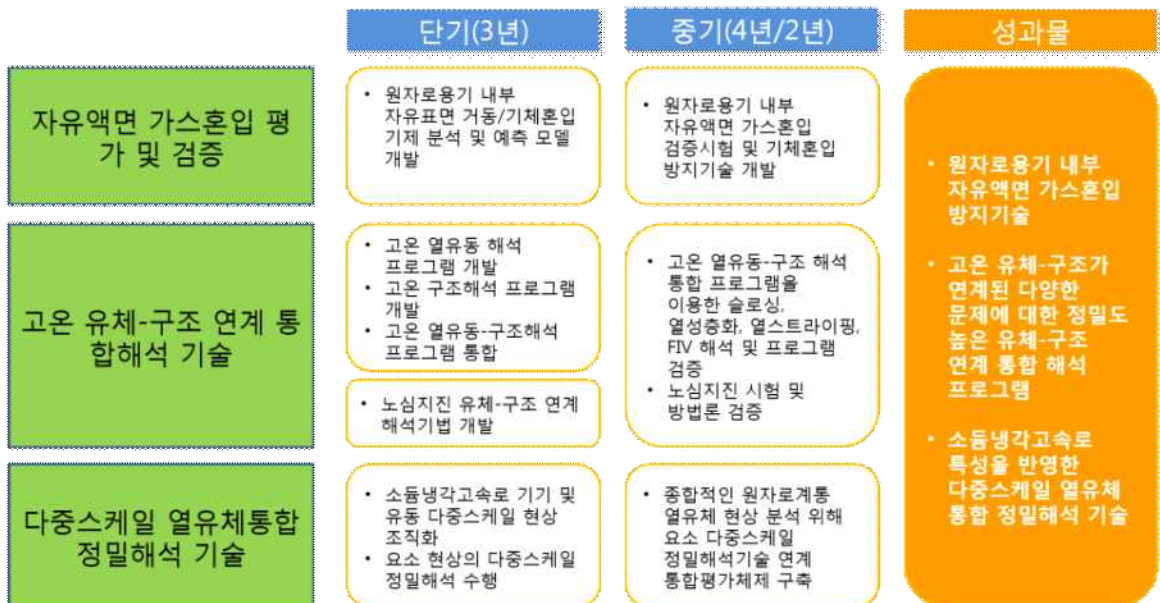 단기(3년)
중기(4년/2년)
성과물
자유액면 가스혼입 평
가 및 검증
• 원자로용기 내부
자유표면 거동/기체혼입
기제 분석 및 예측 모델
개발
• 원자로용기 내부
자유액면 가스혼입
검증시험 및 기체혼입
방지기술 개발
고온 유체-구조 연계 통
합해석 기술
• 고온 열유동 해석
프로그램 개발
• 고온 구조해석 프로그램
개발
• 고온 열유동-구조해석
프로그램 통합
• 노심지진 유체-구조 연계
해석기법 개발
• 고온 열유동-구조 해석
통합 프로그램을
이용한 슬로싱,
열성층화, 열스트라이핑,
FIV 해석 및 프로그램
검증
• 노심지진 시험 및
방법론 검증
다중스케일 열유체통합
정밀해석 기술
• 소듐냉각고속로 기기 및
유동 다중스케일 현상
조직화
• 요소 현상의 다중스케일
정밀해석 수행
• 종합적인 원자로계통
열유체 현상 분석 위해
요소 다중스케일
정밀해석기술 연계
통합평가체제 구축
• 원자로용기 내부
자유액면 가스혼입
방지기술
• 고온 유체-구조가
연계된 다양한
문제에 대한 정밀도
높은 유체-구조
연계 통합 해석
프로그램
• 소듐냉각고속로
특성을 반영한
다중스케일 열유체
통합 정밀해석 기술